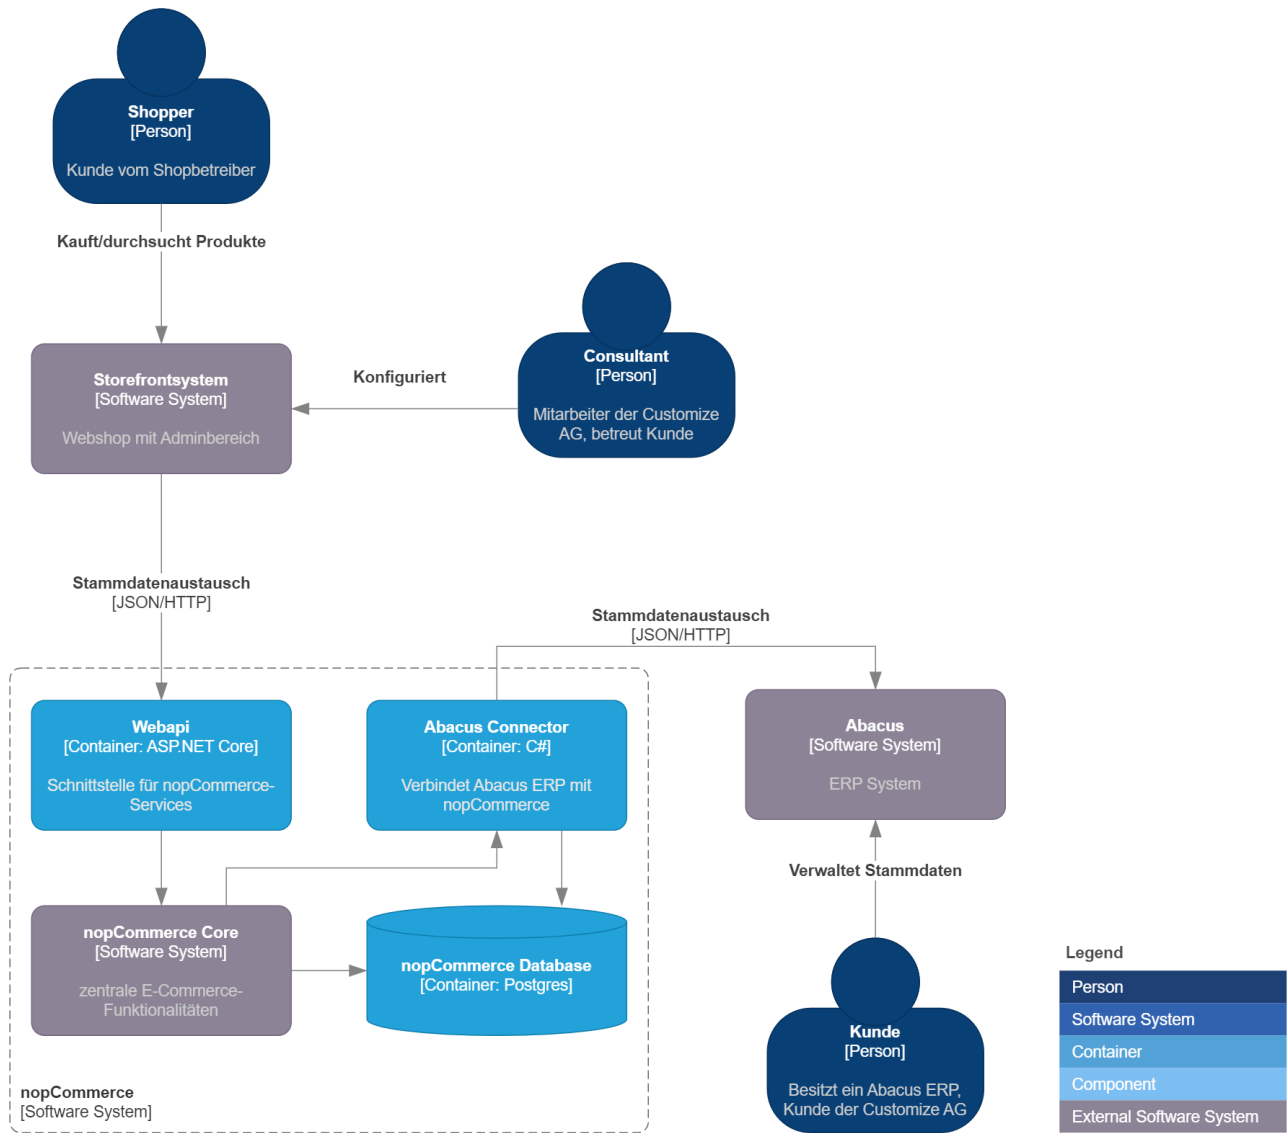 Shopper
[Person]
Kunde vom Shopbetreiber
Kauft/durchsucht Produkte
Consultant
[Person]
Mitarbeiter der Customize
AG, betreut Kunde
Konfiguriert
Storefrontsystem
[Software System]
Webshop mit Adminbereich
Stammdatenaustausch
[JSON/HTTP]
Stammdatenaustausch
[JSON/HTTP]
Webapi
[Container: ASP.NET Core]
Schnittstelle für nopCommerce-
Services
Abacus Connector
[Container: C#]
Verbindet Abacus ERP mit
nopCommerce
Abacus
[Software System]
ERP System
Verwaltet Stammdaten
nopCommerce Core
[Software System]
zentrale E-Commerce-
Funktionalitäten
nopCommerce Database
[Container: Postgres]
Kunde
[Person]
Besitzt ein Abacus ERP,
Kunde der Customize AG
nopCommerce
[Software System]
Legend
Person
Software System
Container
Component
External Software System